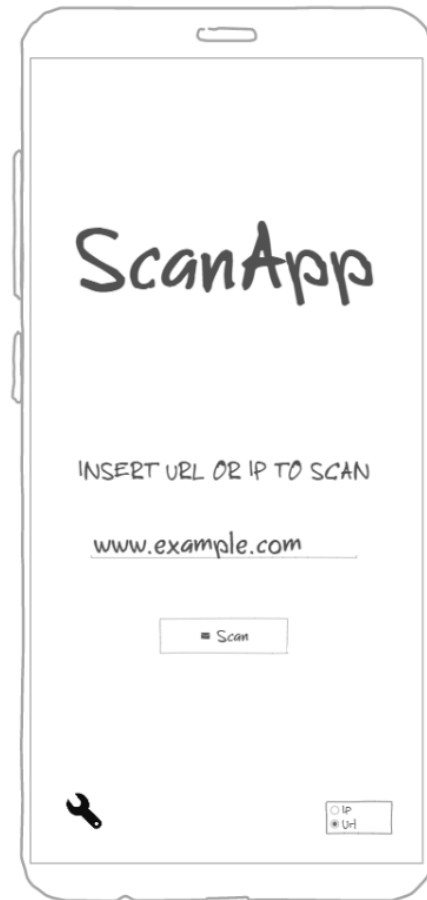 ScanApp
INSERT URL OR IP TO SCAN
www.example.com
Scan
IP
Url